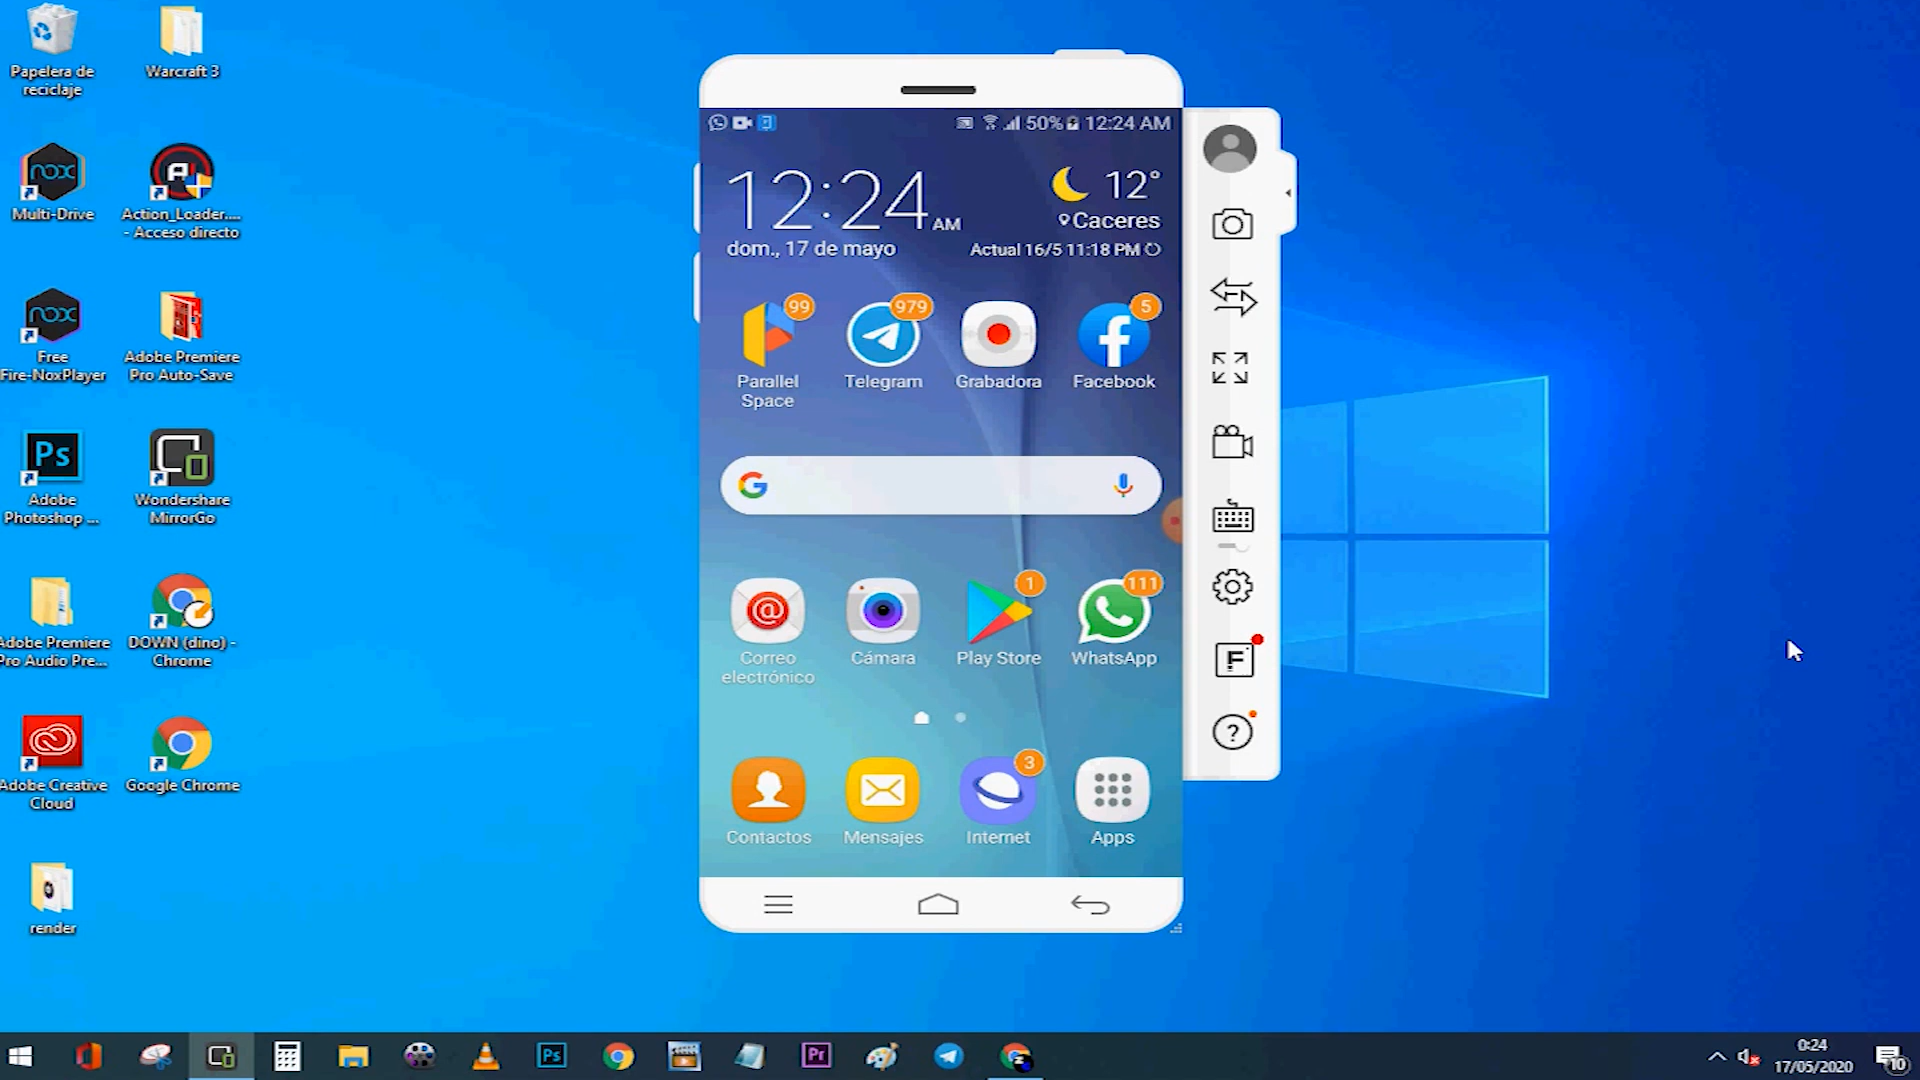 Papelera de
reciclaje
Warcraft 3
Multi-Drive
Action_Loader....
- Acceso directo
Free
Fire-NoxPlayer
Adobe Premiere
Pro Auto-Save
Ps
Adobe
Photoshop ...
Wondershare
MirrorGo
Adobe Premiere
Pro Audio Pre...
DOWN (dino) -
Chrome
Adobe Creative
Cloud
Google Chrome
render
50% 12:24 AM
12:24 AM
12°
Caceres
dom., 17 de mayo
Actual 16/5 11:18 PM
99
979
5
Parallel
Space
Telegram
Grabadora
Facebook
1
111
Correo
electrónico
Cámara
Play Store
WhatsApp
3
Contactos
Mensajes
Internet
Apps
F
?
Ps
Pr
0:24
17/05/2020
10